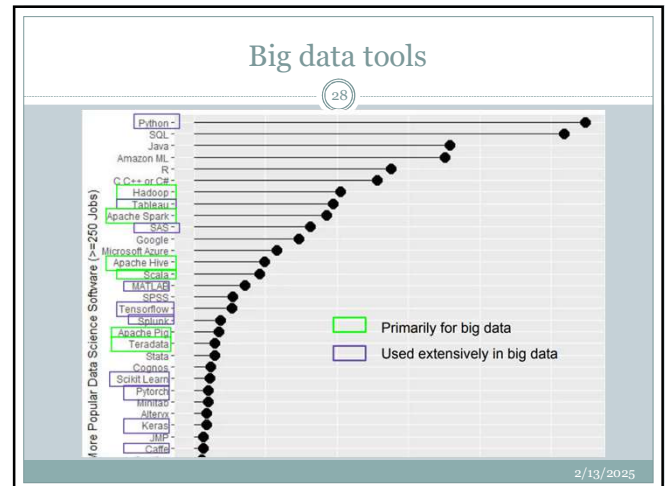 Big data tools
28
More Popular Data Science Software (>=250 Jobs)
Python
SQL
Java
Amazon ML
R
C C++ or C#
Hadoop
Tableau
Apache Spark
SAS
Google
Microsoft Azure
Apache Hive
Scala
MATLAB
SPSS
Tensorflow
Splunk
Apache Pig
Teradata
Stata
Cognos
Scikit Learn
Pytorch
Minitab
Alteryx
Keras
JMP
Caffe
Primarily for big data
Used extensively in big data
2/13/2025